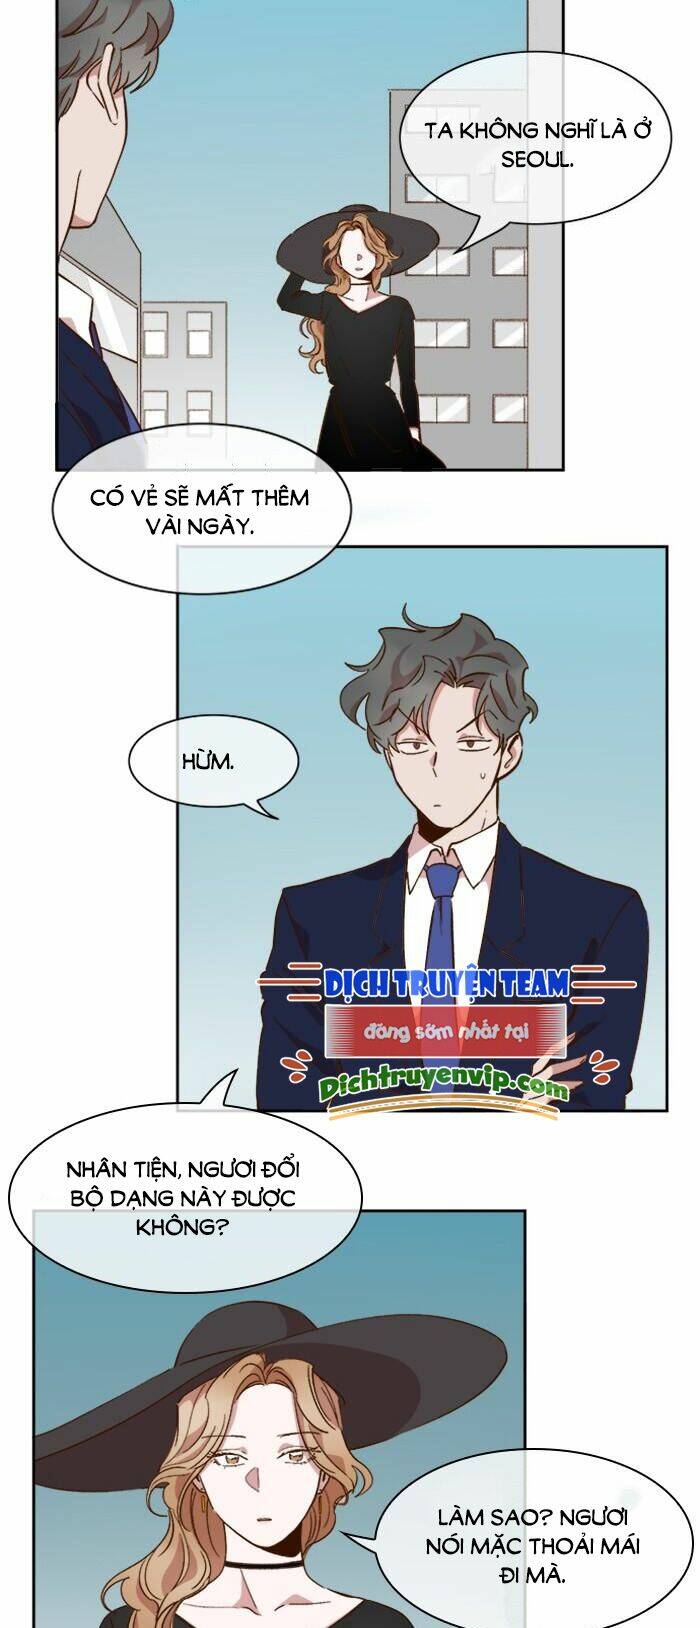 TA KHÔNG NGHĨ LÀ Ở
SEOUL.
CÓ VẺ SẼ MẤT THÊM
VÀI NGÀY.
HỪM.
DỊCH TRUYỆN TEAM
đăng sớm nhất tại
Dichtruyenvip.com
NHÂN TIỆN, NGƯƠI ĐỔI
BỘ DẠNG NÀY ĐƯỢC
KHÔNG?
LÀM SAO? NGƯƠI
NÓI MẶC THOẢI MÁI
ĐI MÀ.